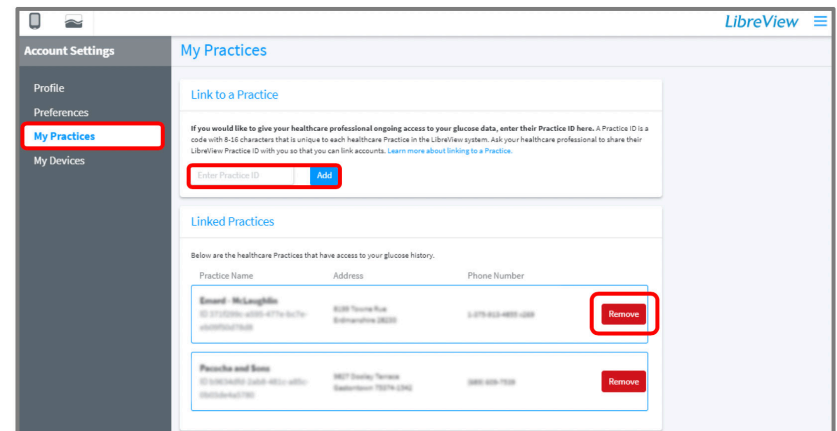 LibreView
Account Settings
My Practices
Profile
Preferences
My Practices
My Devices
Link to a Practice
If you would like to give your healthcare professional ongoing access to your glucose data, enter their Practice ID here. A Practice ID is a
code with 8-16 characters that is unique to each healthcare Practice in the LibreView system. Ask your healthcare professional to share their
LibreView Practice ID with you so that you can link accounts. Learn more about linking to a Practice.
Enter Practice ID
Add
Linked Practices
Below are the healthcare Practices that have access to your glucose history.
Practice Name Address Phone Number
Remove
Remove